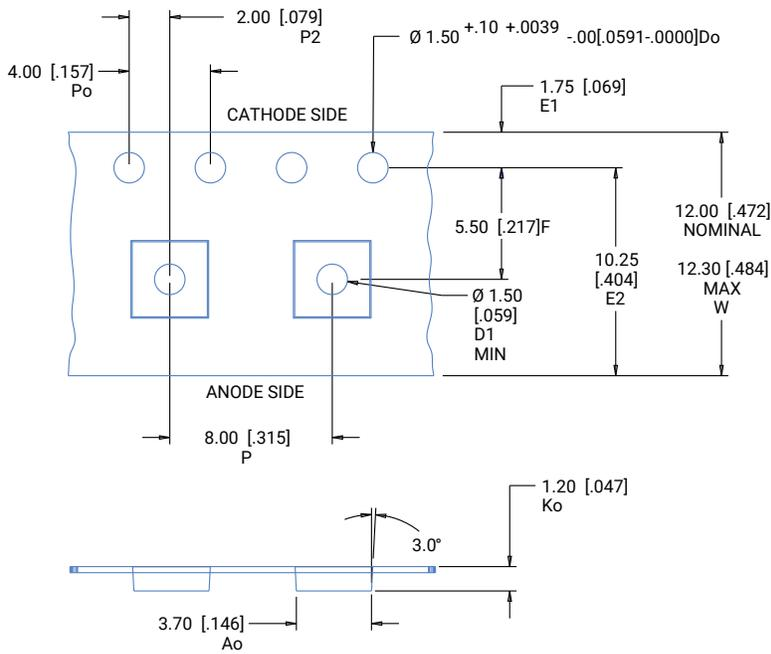 2.00 [.079]
P2
Ø 1.50 +.10 +.0039 -.00[.0591-.0000]Do
4.00 [.157]
Po
1.75 [.069]
E1
CATHODE SIDE
5.50 [.217]F
12.00 [.472]
NOMINAL
12.30 [.484]
MAX
W
10.25
[.404]
E2
Ø 1.50
[.059]
D1
MIN
ANODE SIDE
8.00 [.315]
P
1.20 [.047]
Ko
3.0°
3.70 [.146]
Ao